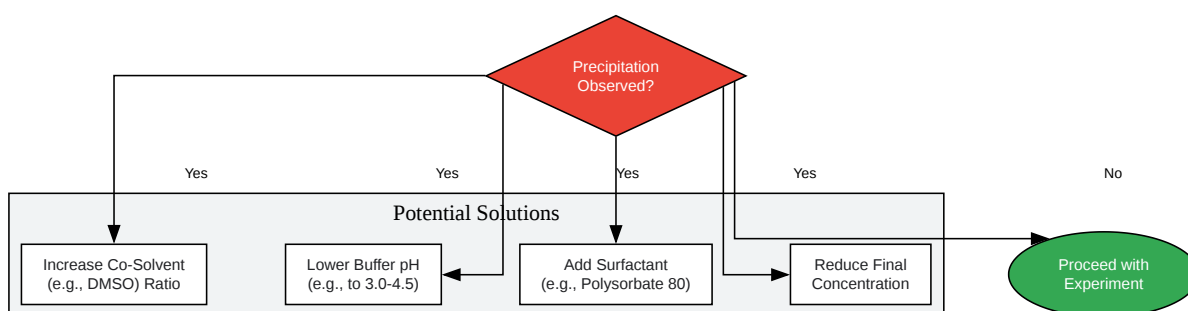 Precipitation
Observed?
Yes
Yes
Yes
Yes
No
Potential Solutions
Increase Co-Solvent
(e.g., DMSO) Ratio
Lower Buffer pH
(e.g., to 3.0-4.5)
Add Surfactant
(e.g., Polysorbate 80)
Reduce Final
Concentration
Proceed with
Experiment